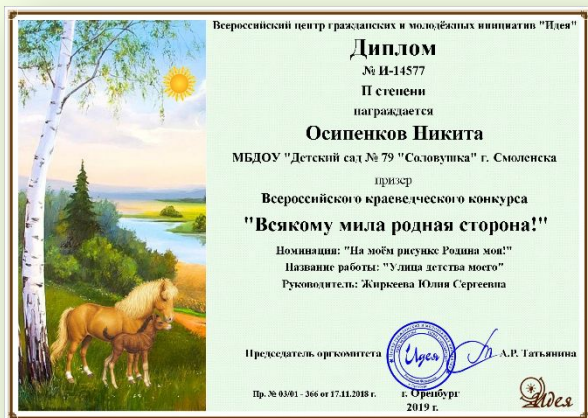 Всероссийский центр гражданских и молодёжных инициатив "Идея"
Диплом
№ И-14577
II степени
награждается
Осипенков Никита
МБДОУ "Детский сад № 79 "Соловушка" г. Смоленска
призер
Всероссийского краеведческого конкурса
"Всякому мила родная сторона!"
Номинация: "На моём рисунке Родина моя!"
Название работы: "Улица детства моего"
Руководитель: Жиркеева Юлия Сергеевна
Председатель оргкомитета
Идея
А.Р. Татьянина
Пр. № 03/01 - 366 от 17.11.2018 г.
г. Оренбург
2019 г.
Идея